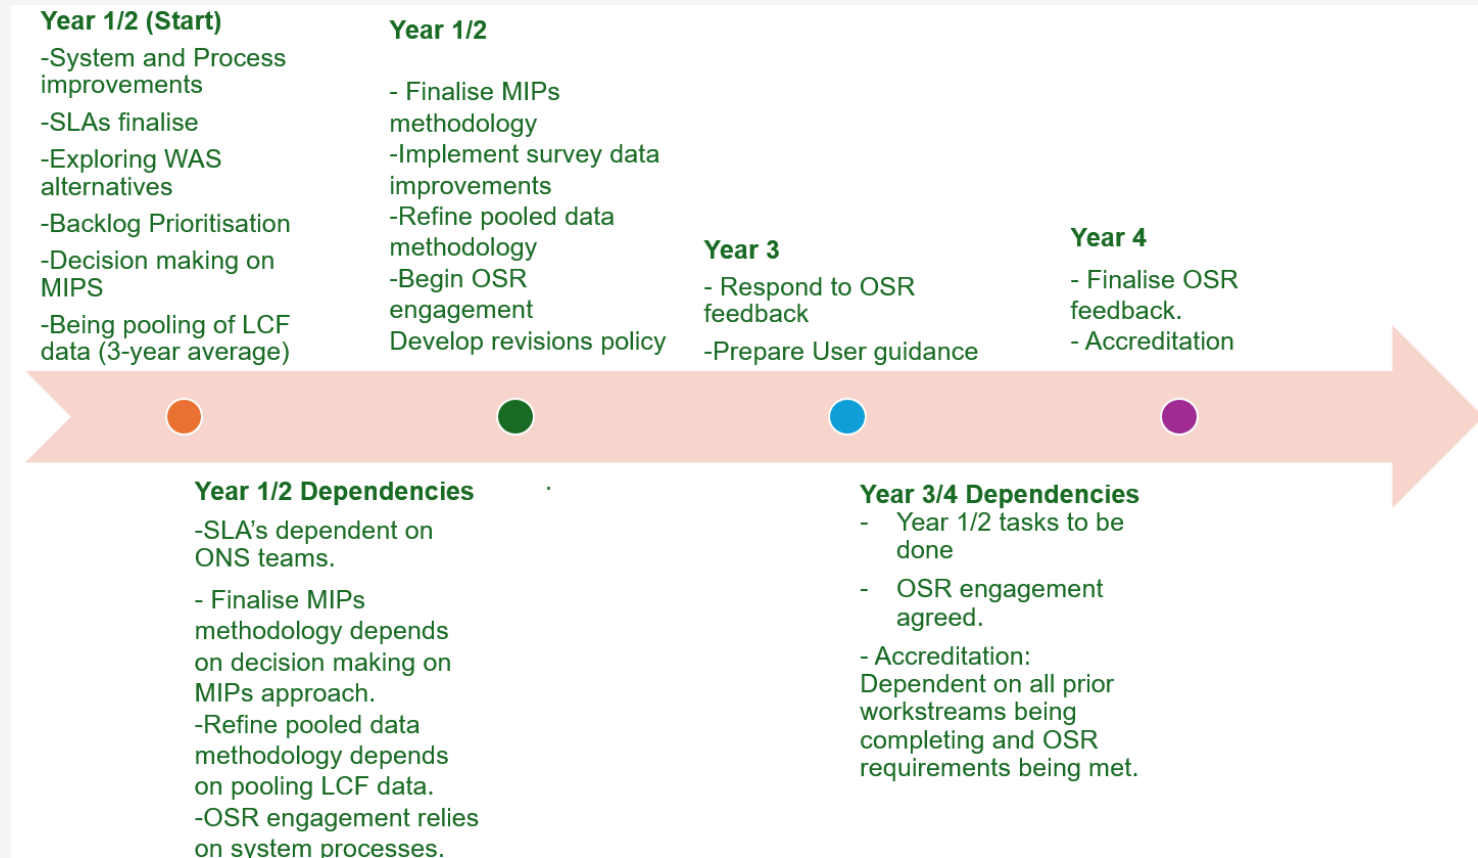 Year 1/2 (Start)
-System and Process
improvements
-SLAs finalise
-Exploring WAS
alternatives
-Backlog Prioritisation
-Decision making on
MIPS
-Being pooling of LCF
data (3-year average)
Year 1/2
- Finalise MIPs
methodology
-Implement survey data
improvements
-Refine pooled data
methodology
-Begin OSR
engagement
Develop revisions policy
Year 3
- Respond to OSR
feedback
-Prepare User guidance
Year 4
- Finalise OSR
feedback.
- Accreditation
Year 1/2 Dependencies
-SLA's dependent on
ONS teams.
- Finalise MIPs
methodology depends
on decision making on
MIPs approach.
-Refine pooled data
methodology depends
on pooling LCF data.
-OSR engagement relies
on system processes.
.
Year 3/4 Dependencies
- Year 1/2 tasks to be
done
- OSR engagement
agreed.
- Accreditation:
Dependent on all prior
workstreams being
completing and OSR
requirements being met.